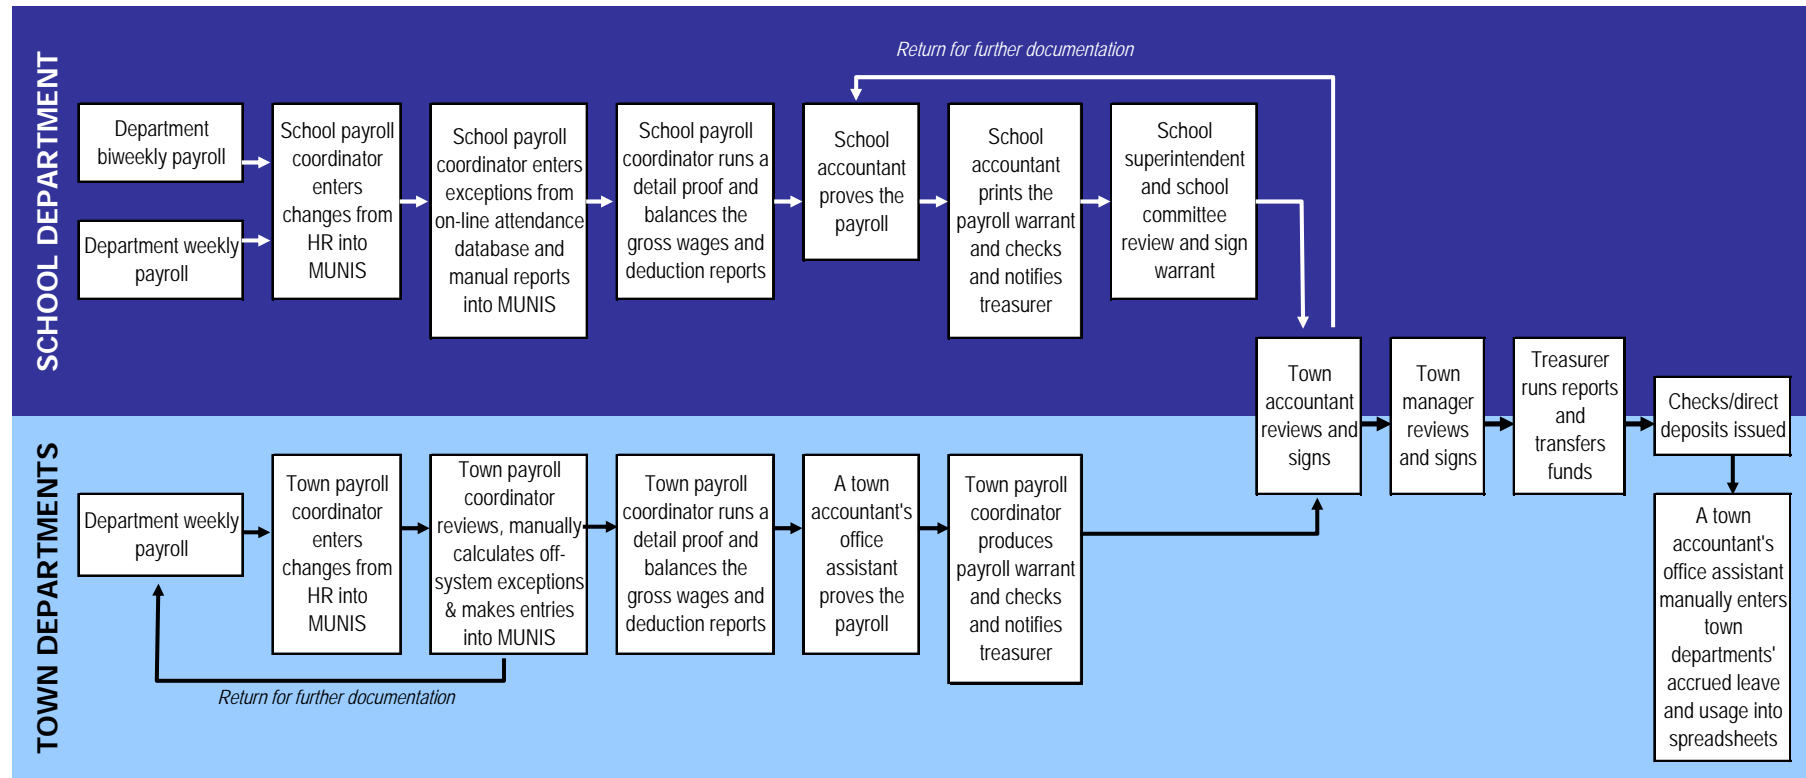 SCHOOL DEPARTMENT
Return for further documentation
Department
biweekly payroll
Department weekly
payroll
School payroll
coordinator
enters
changes from
HR into
MUNIS
School payroll
coordinator enters
exceptions from
on-line attendance
database and
manual reports
into MUNIS
School payroll
coordinator runs a
detail proof and
balances the
gross wages and
deduction reports
School
accountant
proves the
payroll
School
accountant
prints the
payroll warrant
and checks
and notifies
treasurer
School
superintendent
and school
committee
review and sign
warrant
Town
accountant
reviews and
signs
Town
manager
reviews
and signs
Treasurer
runs reports
and
transfers
funds
Checks/direct
deposits issued
TOWN DEPARTMENTS
Department weekly
payroll
Town payroll
coordinator
enters
changes from
HR into
MUNIS
Town payroll
coordinator
reviews, manually
calculates off-
system exceptions
& makes entries
into MUNIS
Town payroll
coordinator runs a
detail proof and
balances the
gross wages and
deduction reports
A town
accountant's
office
assistant
proves the
payroll
Town payroll
coordinator
produces
payroll warrant
and checks
and notifies
treasurer
A town
accountant's
office assistant
manually enters
town
departments'
accrued leave
and usage into
spreadsheets
Return for further documentation